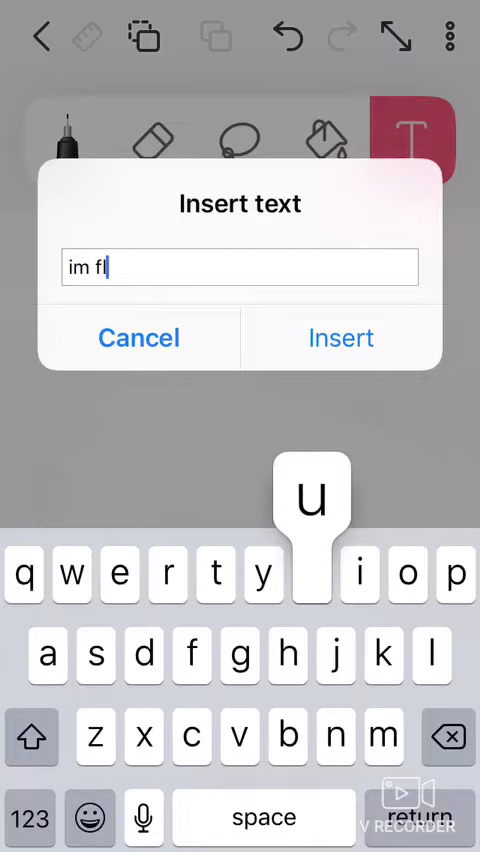 T
Insert text
im fl
Cancel
Insert
u
q w e r t y i o p
a s d f g h j k l
z x c v b n m
123
space
return
V RECORDER